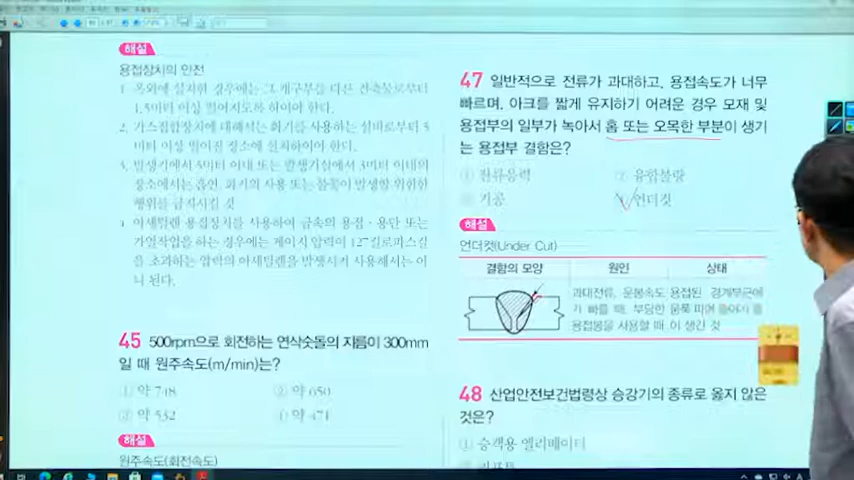 해설
용접장치의 안전
1. 옥외에 설치한 경우에는 그 개구부를 다른 건축물로부터
1.5미터 이상 떨어지도록 하여야 한다.
2. 가스집합장치에 대해서는 화기를 사용하는 설비로부터 5
미터 이상 떨어진 장소에 설치하여야 한다.
3. 발생기에서 5미터 이내 또는 발생기실에서 3미터 이내의
장소에서는 흡연, 화기의 사용 또는 불꽃이 발생할 위험한
행위를 금지시킬 것
4. 아세틸렌 용접장치를 사용하여 금속의 용접·용단 또는
가열작업을 하는 경우에는 게이지 압력이 127킬로파스칼
을 초과하는 압력의 아세틸렌을 발생시켜 사용해서는 아
니 된다.
45 500rpm으로 회전하는 연삭숫돌의 지름이 300mm
일 때 원주속도(m/min)는?
① 약 748
② 약 650
③ 약 532
④ 약 471
해설
원주속도(회전속도)
47 일반적으로 전류가 과대하고, 용접속도가 너무
빠르며, 아크를 짧게 유지하기 어려운 경우 모재 및
용접부의 일부가 녹아서 홈 또는 오목한 부분이 생기
는 용접부 결함은?
① 잔류응력
② 융합불량
③ 기공
언더컷
해설
언더컷(Under Cut)
결함의 모양 원인 상태
과대전류, 운봉속도
가 빠를 때, 부당한
용접봉을 사용할 때
용접된 경계부근에
움푹 파여 들어가 홈
이 생긴 것
48 산업안전보건법령상 승강기의 종류로 옳지 않은
것은?
① 승객용 엘리베이터
② 리프트